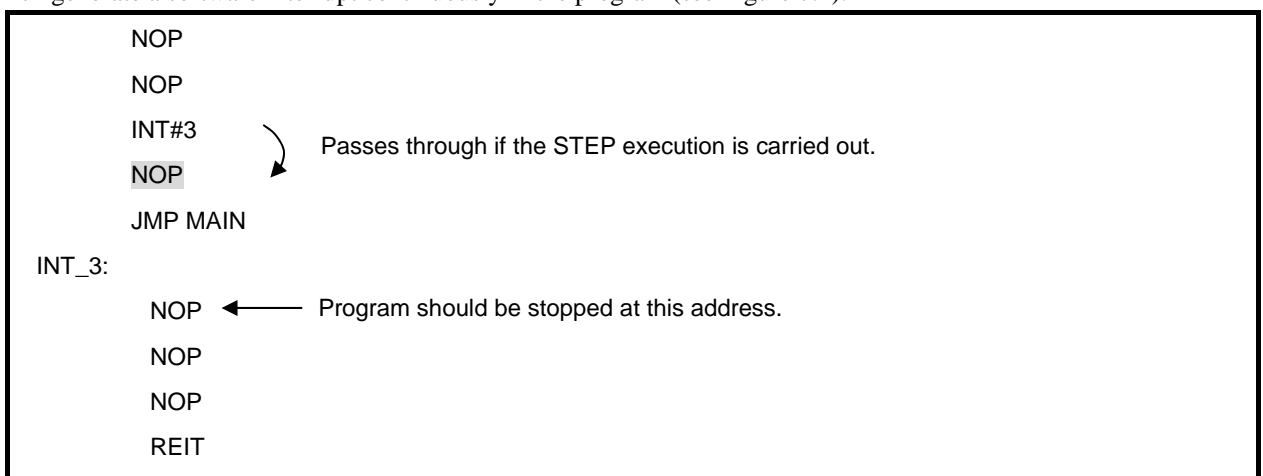 NOP
NOP
INT#3
Passes through if the STEP execution is carried out.
NOP
JMP MAIN
INT_3:
NOP Program should be stopped at this address.
NOP
NOP
REIT